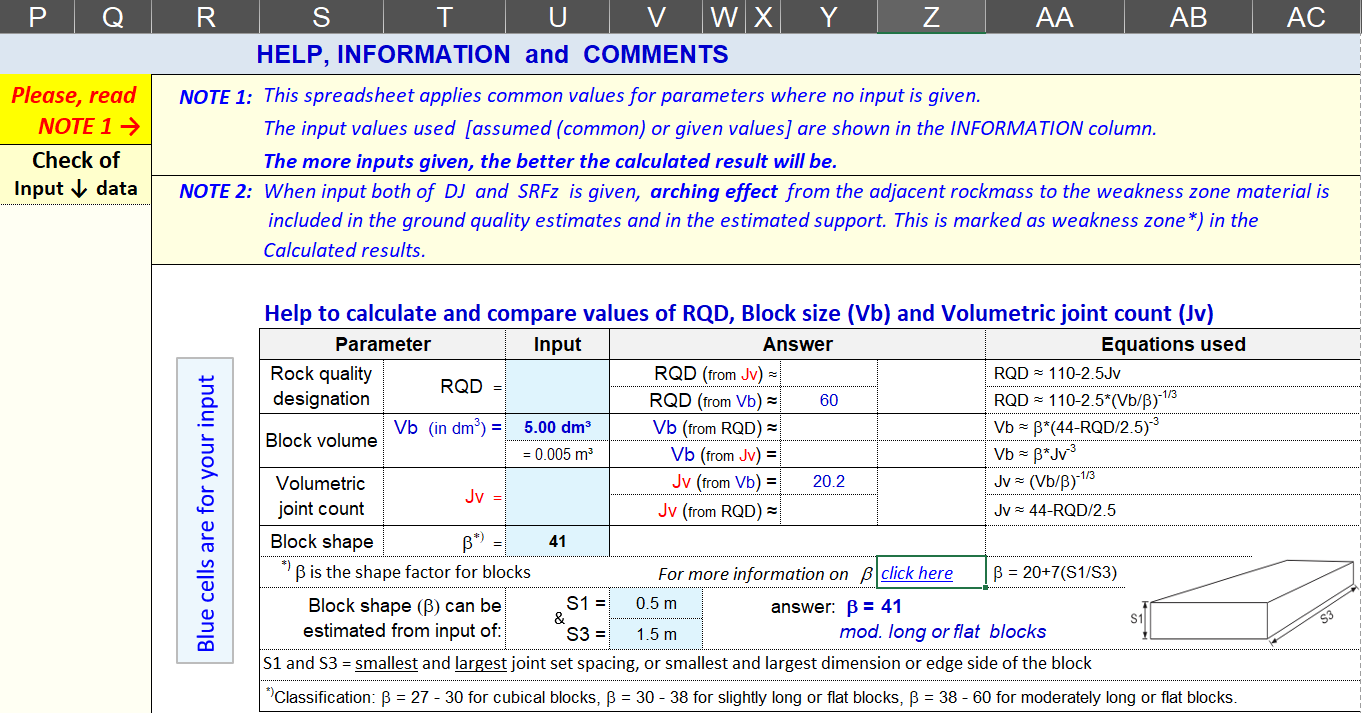 P Q R S T U V W X Y Z AA AB AC
HELP, INFORMATION and COMMENTS
Please, read
NOTE 1 →
Check of
Input ↓ data
NOTE 1: This spreadsheet applies common values for parameters where no input is given.
The input values used [assumed (common) or given values] are shown in the INFORMATION column.
The more inputs given, the better the calculated result will be.
NOTE 2: When input both of DJ and SRFz is given, arching effect from the adjacent rockmass to the weakness zone material is
included in the ground quality estimates and in the estimated support. This is marked as weakness zone*) in the
Calculated results.
Help to calculate and compare values of RQD, Block size (Vb) and Volumetric joint count (Jv)
Blue cells are for your input
Parameter Input Answer Equations used
Rock quality
designation
RQD =
RQD (from Jv) ≈ RQD ≈ 110-2.5Jv
RQD (from Vb) ≈ 60 RQD ≈ 110-2.5*(Vb/β)⁻¹/³
Block volume Vb (in dm³) = 5.00 dm³ Vb (from RQD) ≈ Vb ≈ β*(44-RQD/2.5)⁻³
= 0.005 m³ Vb (from Jv) = Vb ≈ β*Jv⁻³
Volumetric
joint count
Jv =
Jv (from Vb) = 20.2 Jv ≈ (Vb/β)⁻¹/³
Jv (from RQD) ≈ Jv ≈ 44-RQD/2.5
Block shape β*) = 41
*) β is the shape factor for blocks For more information on β click here β = 20+7(S1/S3)
Block shape (β) can be
estimated from input of:
S1 = 0.5 m
&
S3 = 1.5 m
answer: β = 41
mod. long or flat blocks
S1
S3
S1 and S3 = smallest and largest joint set spacing, or smallest and largest dimension or edge side of the block
*)Classification: β = 27 - 30 for cubical blocks, β = 30 - 38 for slightly long or flat blocks, β = 38 - 60 for moderately long or flat blocks.